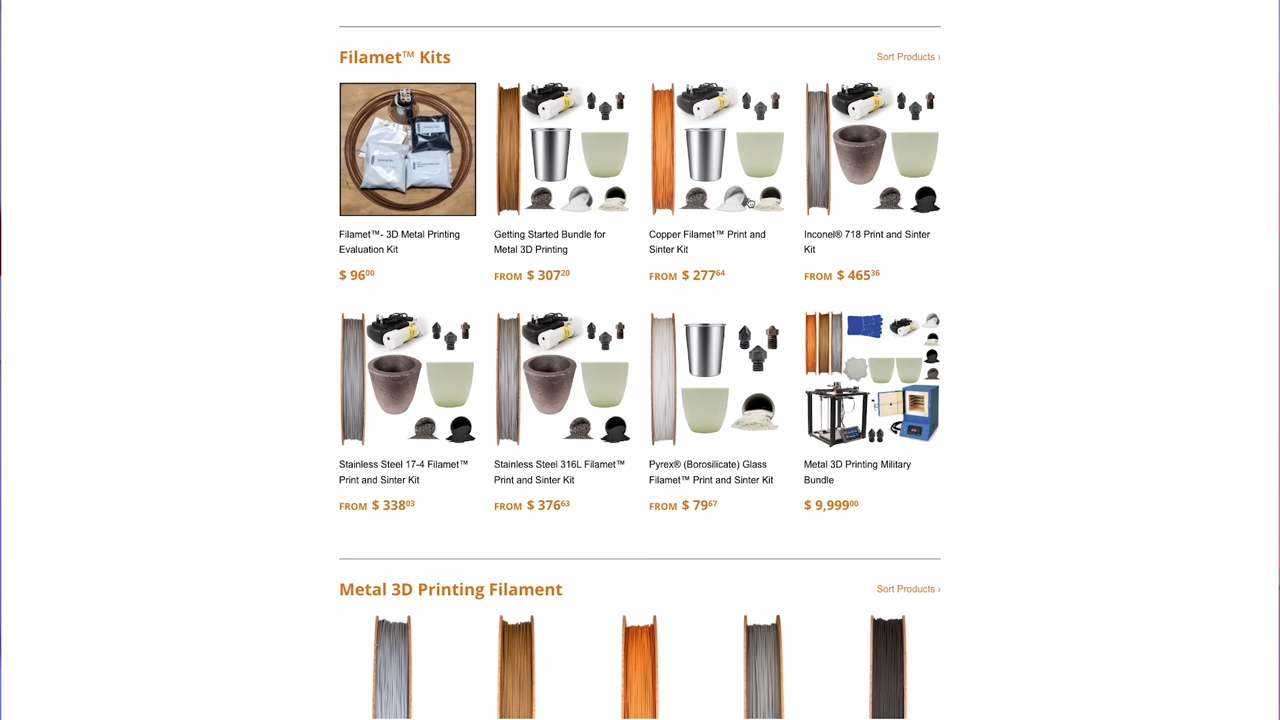 Filamet™ Kits
Sort Products ›
Filamet™- 3D Metal Printing
Evaluation Kit
$ 96⁰⁰
Getting Started Bundle for
Metal 3D Printing
FROM $ 307²⁰
Copper Filamet™ Print and
Sinter Kit
FROM $ 277⁶⁴
Inconel® 718 Print and Sinter
Kit
FROM $ 465³⁶
Stainless Steel 17-4 Filamet™
Print and Sinter Kit
FROM $ 338⁰³
Stainless Steel 316L Filamet™
Print and Sinter Kit
FROM $ 376⁶³
Pyrex® (Borosilicate) Glass
Filamet™ Print and Sinter Kit
FROM $ 79⁶⁷
Metal 3D Printing Military
Bundle
$ 9,999⁰⁰
Metal 3D Printing Filament
Sort Products ›